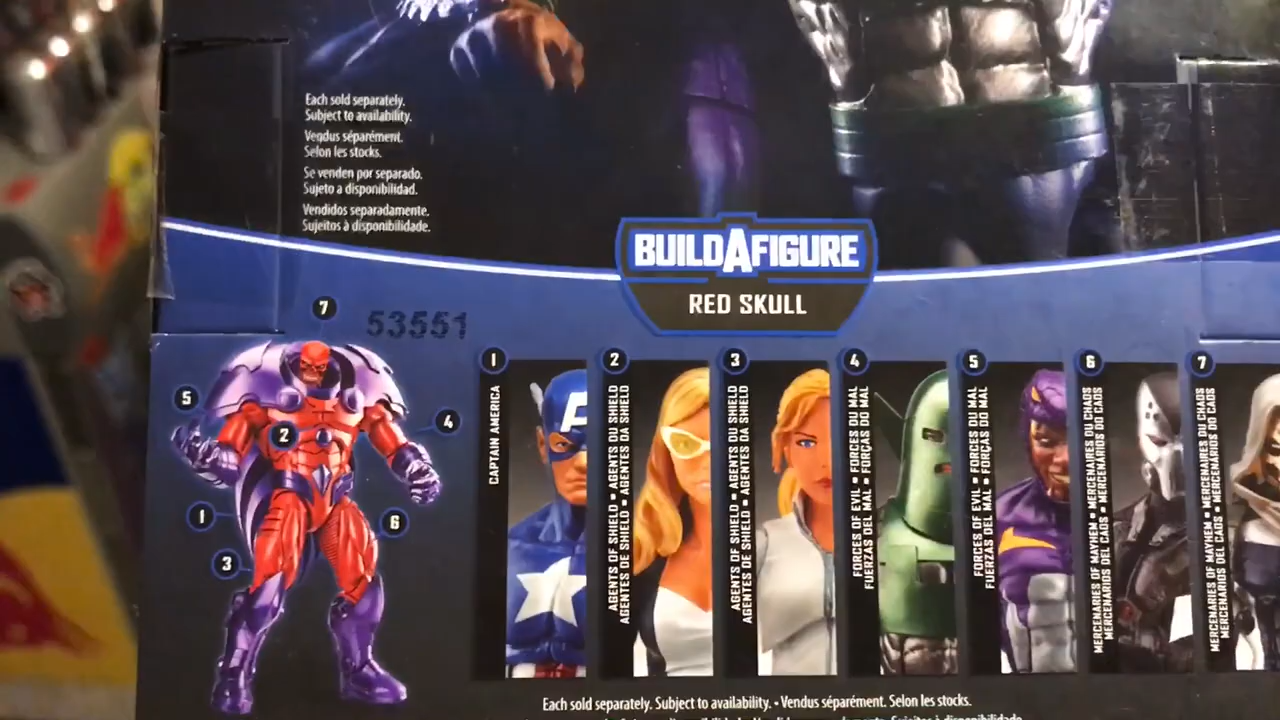 Each sold separately.
Subject to availability.
Vendus séparément.
Selon les stocks.
Se venden por separado.
Sujeto a disponibilidad.
Vendidos separadamente.
Sujeitos à disponibilidade.
BUILDAFIGURE
RED SKULL
7
53551
5
4
2
1
6
3
1
CAPTAIN AMERICA
2
AGENTS OF SHIELD ▪ AGENTS DU SHIELD
AGENTES DE SHIELD ▪ AGENTES DA SHIELD
3
AGENTS OF SHIELD ▪ AGENTS DU SHIELD
AGENTES DE SHIELD ▪ AGENTES DA SHIELD
4
FORCES OF EVIL ▪ FORCES DU MAL
FUERZAS DEL MAL ▪ FORÇAS DO MAL
5
FORCES OF EVIL ▪ FORCES DU MAL
FUERZAS DEL MAL ▪ FORÇAS DO MAL
6
MERCENARIES OF MAYHEM ▪ MERCENAIRES DU CHAOS
MERCENARIOS DEL CAOS ▪ MERCENÁRIOS DO CAOS
7
MERCENARIES OF MAYHEM ▪ MERCENAIRES DU CHAOS
MERCENARIOS DEL CAOS ▪ MERCENÁRIOS DO CAOS
A
Each sold separately. Subject to availability. • Vendus séparément. Selon les stocks.